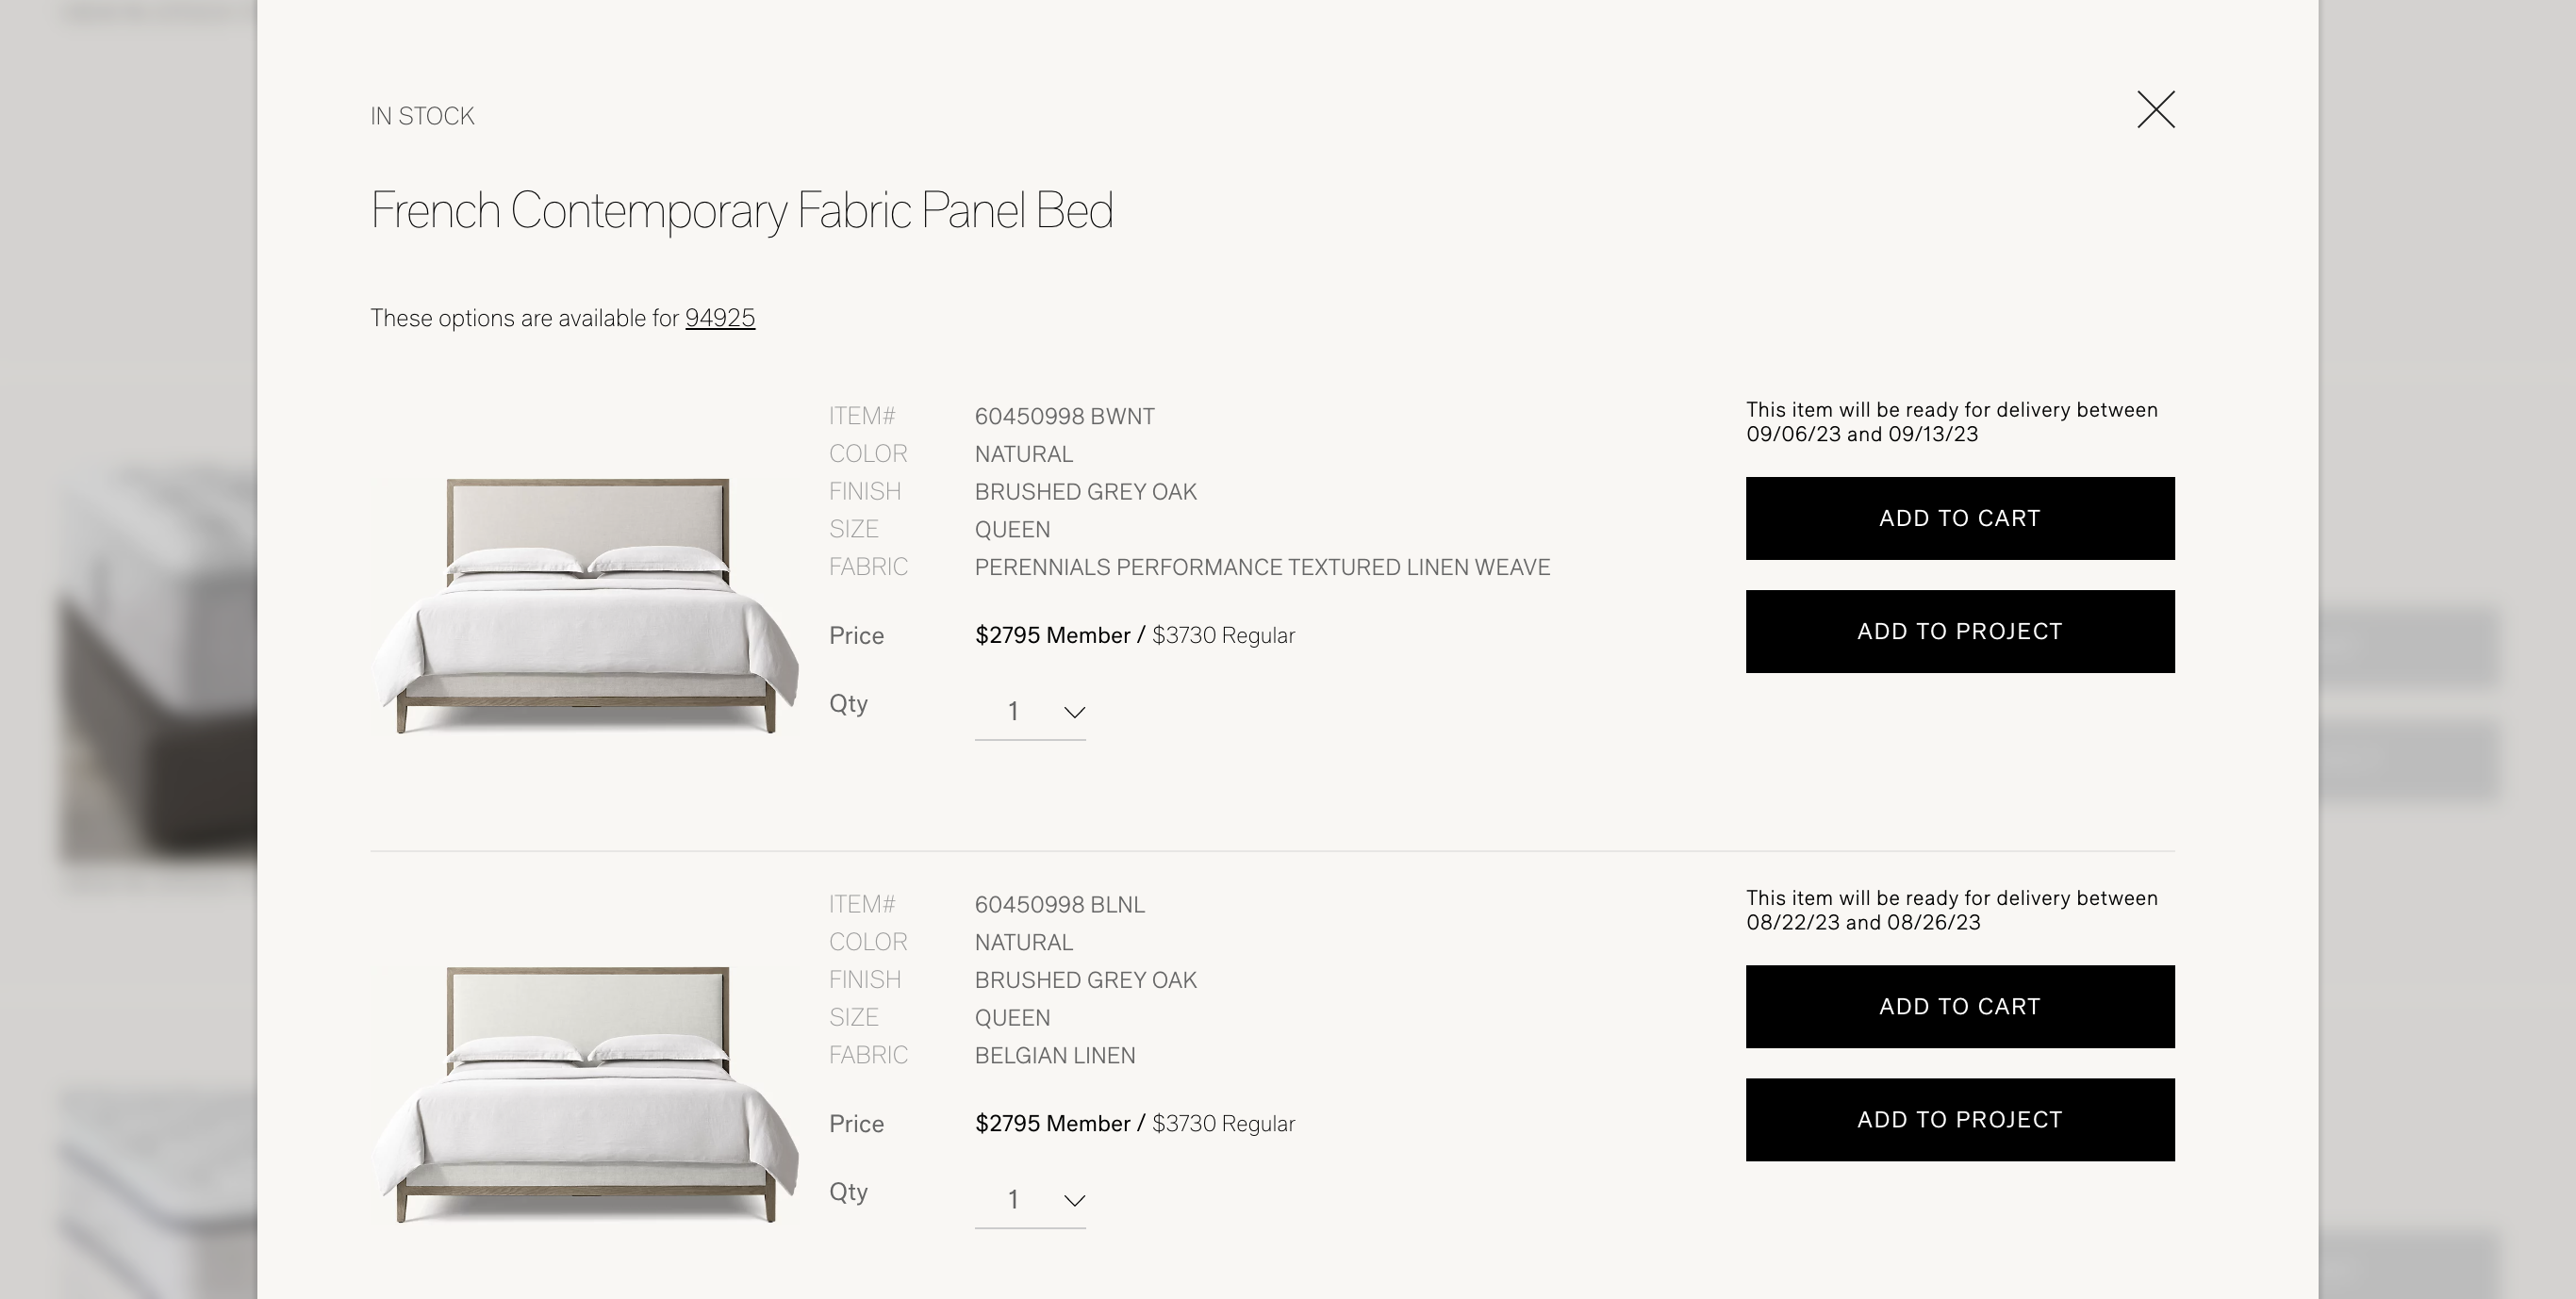 IN STOCK
French Contemporary Fabric Panel Bed
These options are available for 94925
ITEM# 60450998 BWNT
COLOR NATURAL
FINISH BRUSHED GREY OAK
SIZE QUEEN
FABRIC PERENNIALS PERFORMANCE TEXTURED LINEN WEAVE
Price $2795 Member / $3730 Regular
Qty 1
This item will be ready for delivery between
09/06/23 and 09/13/23
ADD TO CART
ADD TO PROJECT
ITEM# 60450998 BLNL
COLOR NATURAL
FINISH BRUSHED GREY OAK
SIZE QUEEN
FABRIC BELGIAN LINEN
Price $2795 Member / $3730 Regular
Qty 1
This item will be ready for delivery between
08/22/23 and 08/26/23
ADD TO CART
ADD TO PROJECT